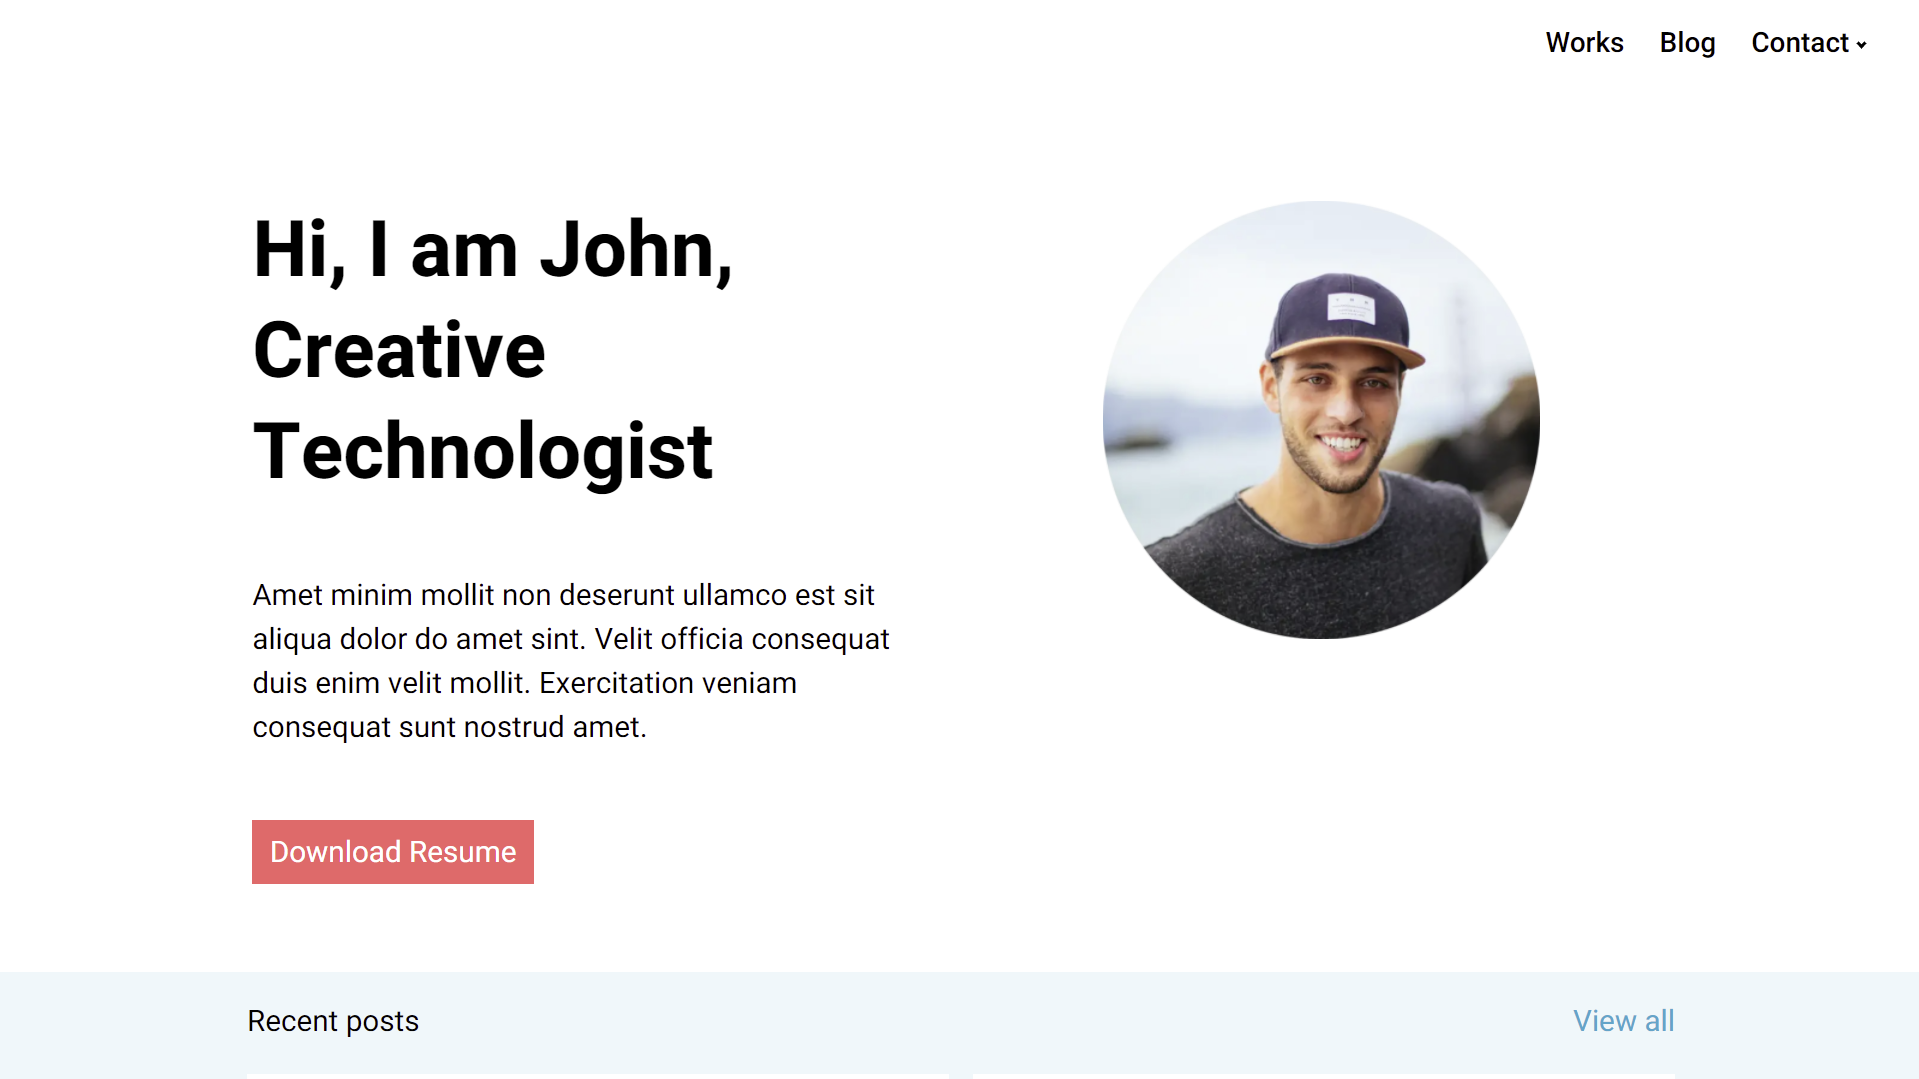 Works Blog Contact
Hi, I am John,
Creative
Technologist
Amet minim mollit non deserunt ullamco est sit
aliqua dolor do amet sint. Velit officia consequat
duis enim velit mollit. Exercitation veniam
consequat sunt nostrud amet.
Download Resume
Recent posts
View all